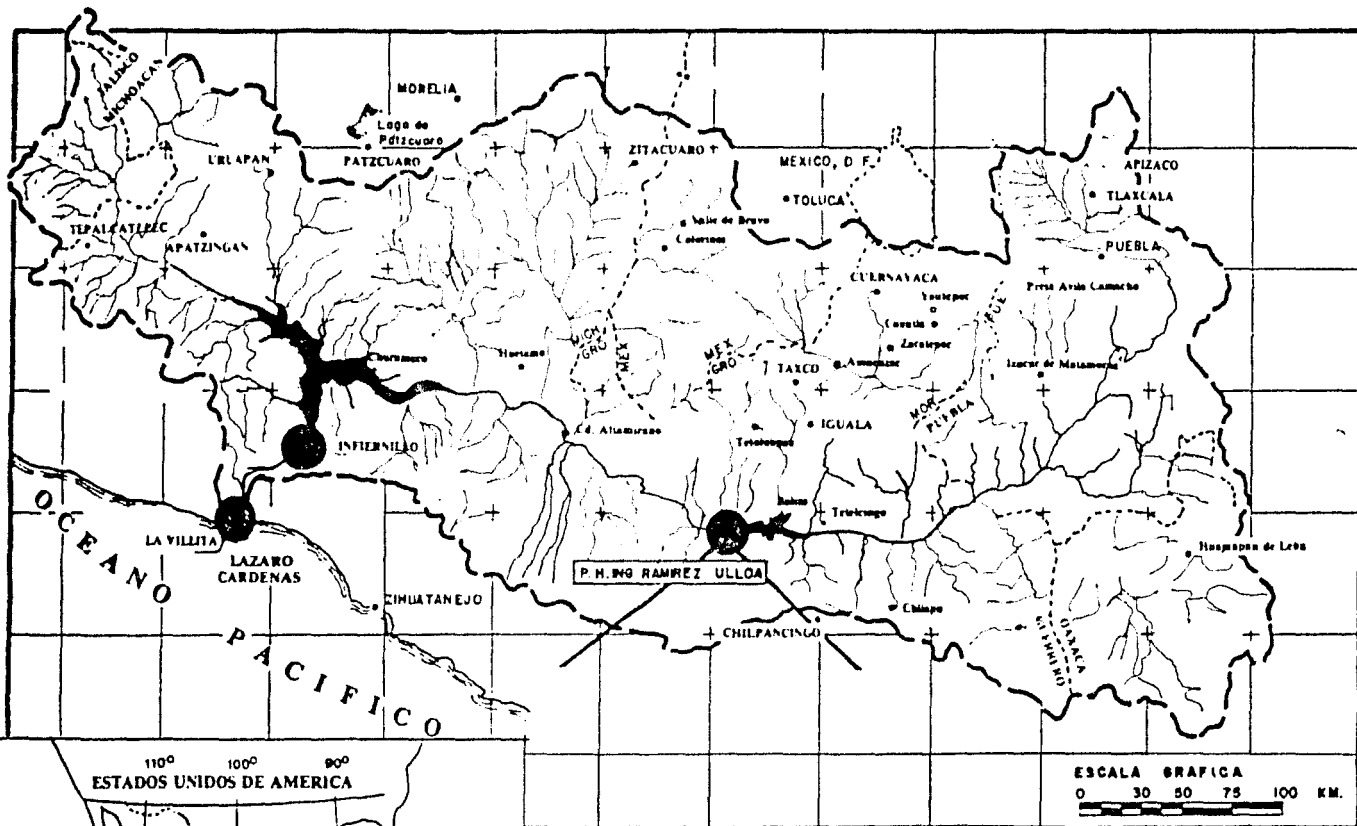 JALISCO
MICHOACAN
MORELIA
Lago de
Pátzcuaro
PATZCUARO
URUAPAN
ZITACUARO
MEXICO, D F.
APIZACO
TLAXCALA
TOLUCA
Valle de Bravo
Colorines
TEPALCATEPEC
APATZINGAN
PUEBLA
CUERNAVACA
Presa Avila Camacho
Yautepec
Cuautla
Zacatepec
MICH
GRO
MEX
MEX
GRO
PUE
Churumuco
Huetamo
TAXCO
Amacuzac
Izucar de Matamoros
MOR
PUEBLA
Cd. Altamirano
IGUALA
Teloloapan
INFIERNILLO
Balsas
Tetelcingo
LA VILLITA
LAZARO
CARDENAS
P.H. ING RAMIREZ ULLOA
Huajuapan de León
ZIHUATANEJO
Chilapa
CHILPANCINGO
GUERRERO
OAXACA
OCEANO
PACIFICO
110° 100° 90°
ESTADOS UNIDOS DE AMERICA
ESCALA GRAFICA
0 30 50 75 100 KM.